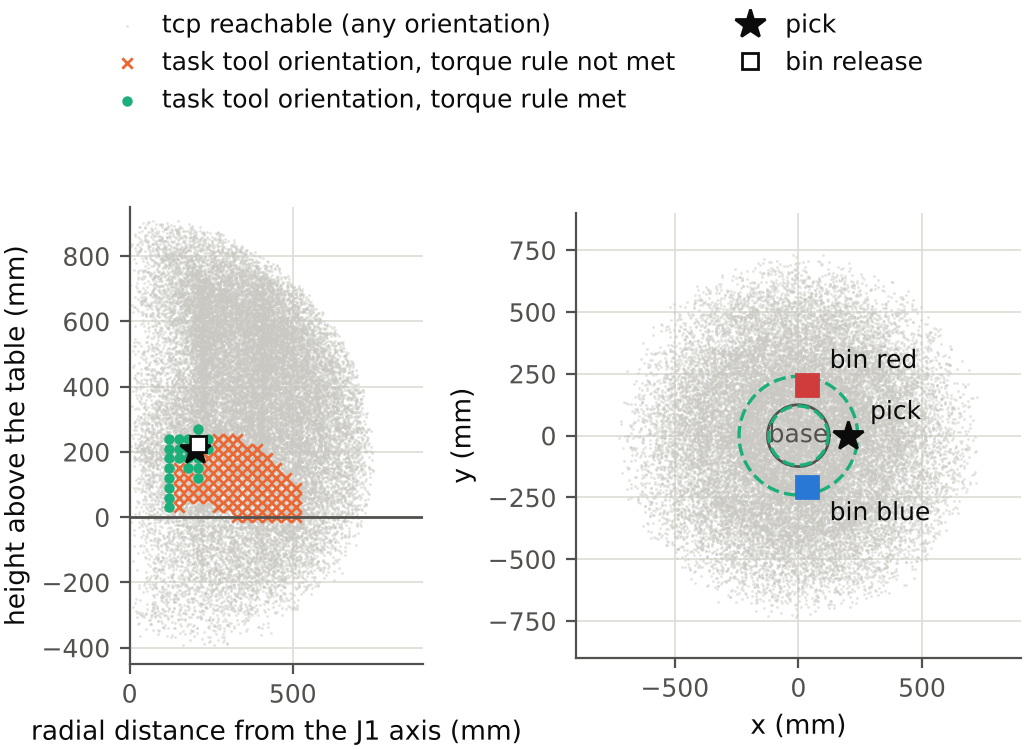 tcp reachable (any orientation)
task tool orientation, torque rule not met
task tool orientation, torque rule met
pick
bin release
height above the table (mm)
800
600
400
200
0
−200
−400
0
500
radial distance from the J1 axis (mm)
y (mm)
750
500
250
0
−250
−500
−750
bin red
pick
base
bin blue
−500
0
500
x (mm)